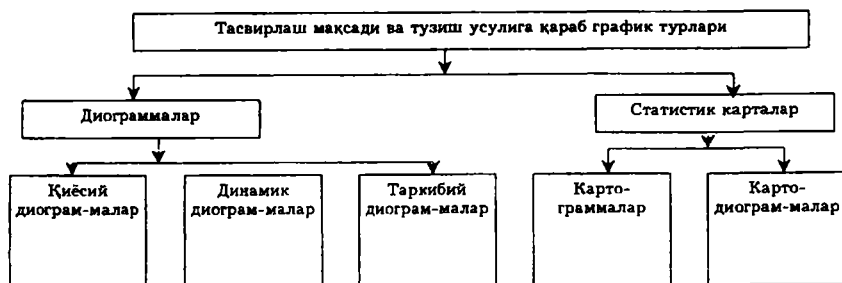 Тасвирлаш мақсади ва тузиш усулига қараб график турлари
Диограммалар
Статистик карталар
Қиёсий
диограм-малар
Динамик
диограм-малар
Таркибий
диограм-малар
Карто-
граммалар
Карто-
диограм-малар